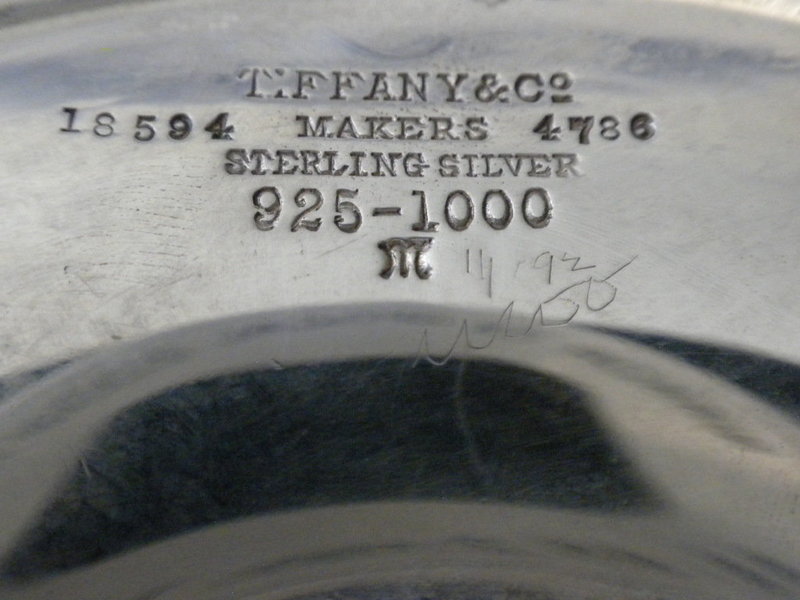 TIFFANY & Cº
18594 MAKERS 4786
STERLING SILVER
925-1000
M